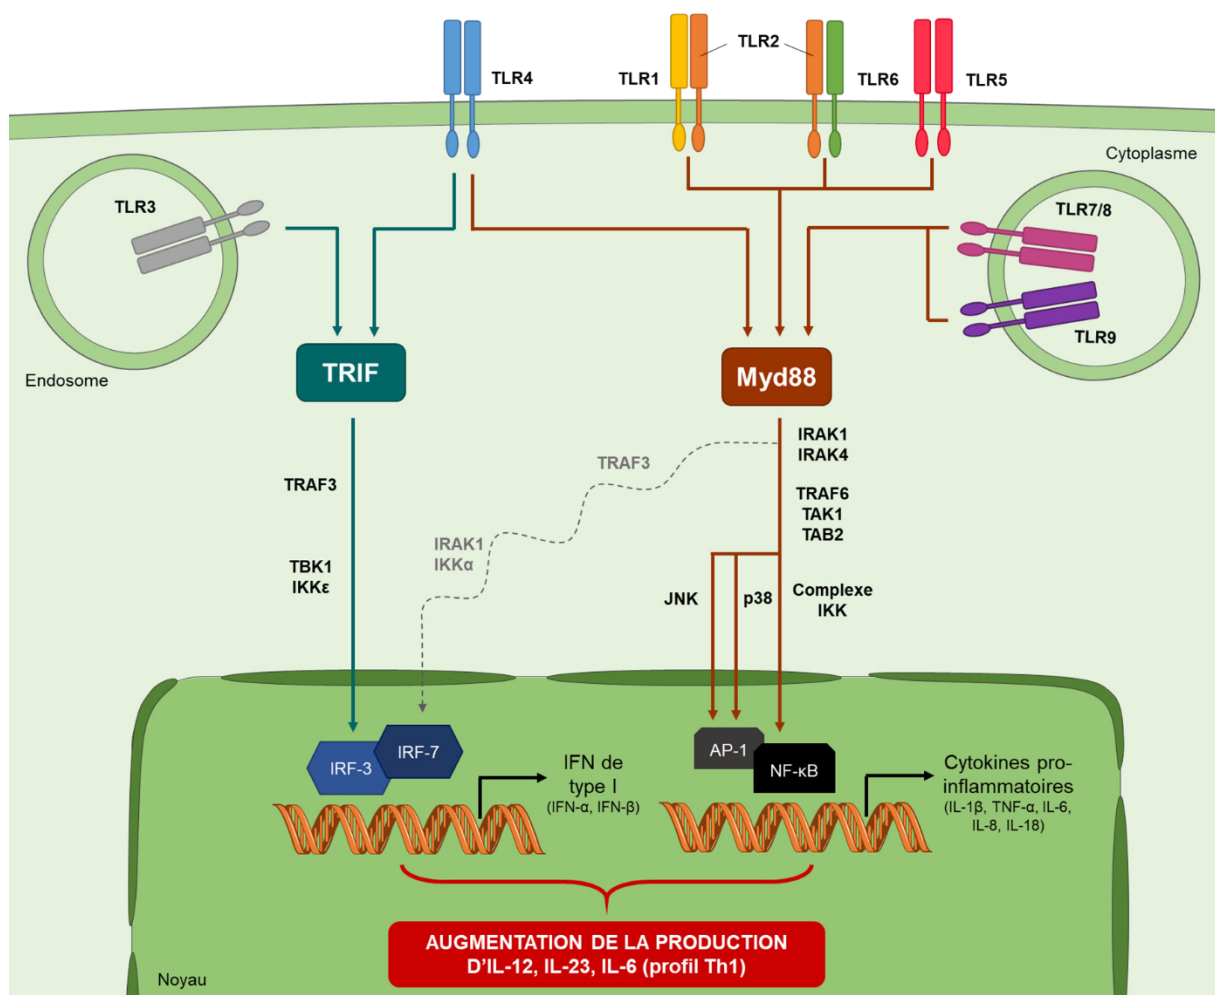 TLR4
TLR1
TLR2
TLR6
TLR5
Cytoplasme
TLR3
TLR7/8
TLR9
Endosome
TRIF
Myd88
IRAK1
IRAK4
TRAF3
TRAF3
TRAF6
TAK1
TAB2
IRAK1
IKKα
TBK1
IKKε
JNK
p38
Complexe
IKK
IRF-3
IRF-7
IFN de
type I
(IFN-α, IFN-β)
AP-1
NF-κB
Cytokines pro-
inflammatoires
(IL-1β, TNF-α, IL-6,
IL-8, IL-18)
AUGMENTATION DE LA PRODUCTION
D'IL-12, IL-23, IL-6 (profil Th1)
Noyau